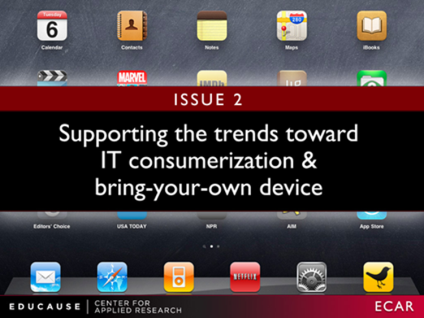 Tuesday
6
280
Calendar
Contacts
Notes
Maps
iBooks
MARVEL
IMDb
ISSUE 2
Supporting the trends toward
IT consumerization &
bring-your-own device
Editors' Choice
USA TODAY
NPR
AIM
App Store
NETFLIX
EDUCAUSE
CENTER FOR
APPLIED RESEARCH
ECAR